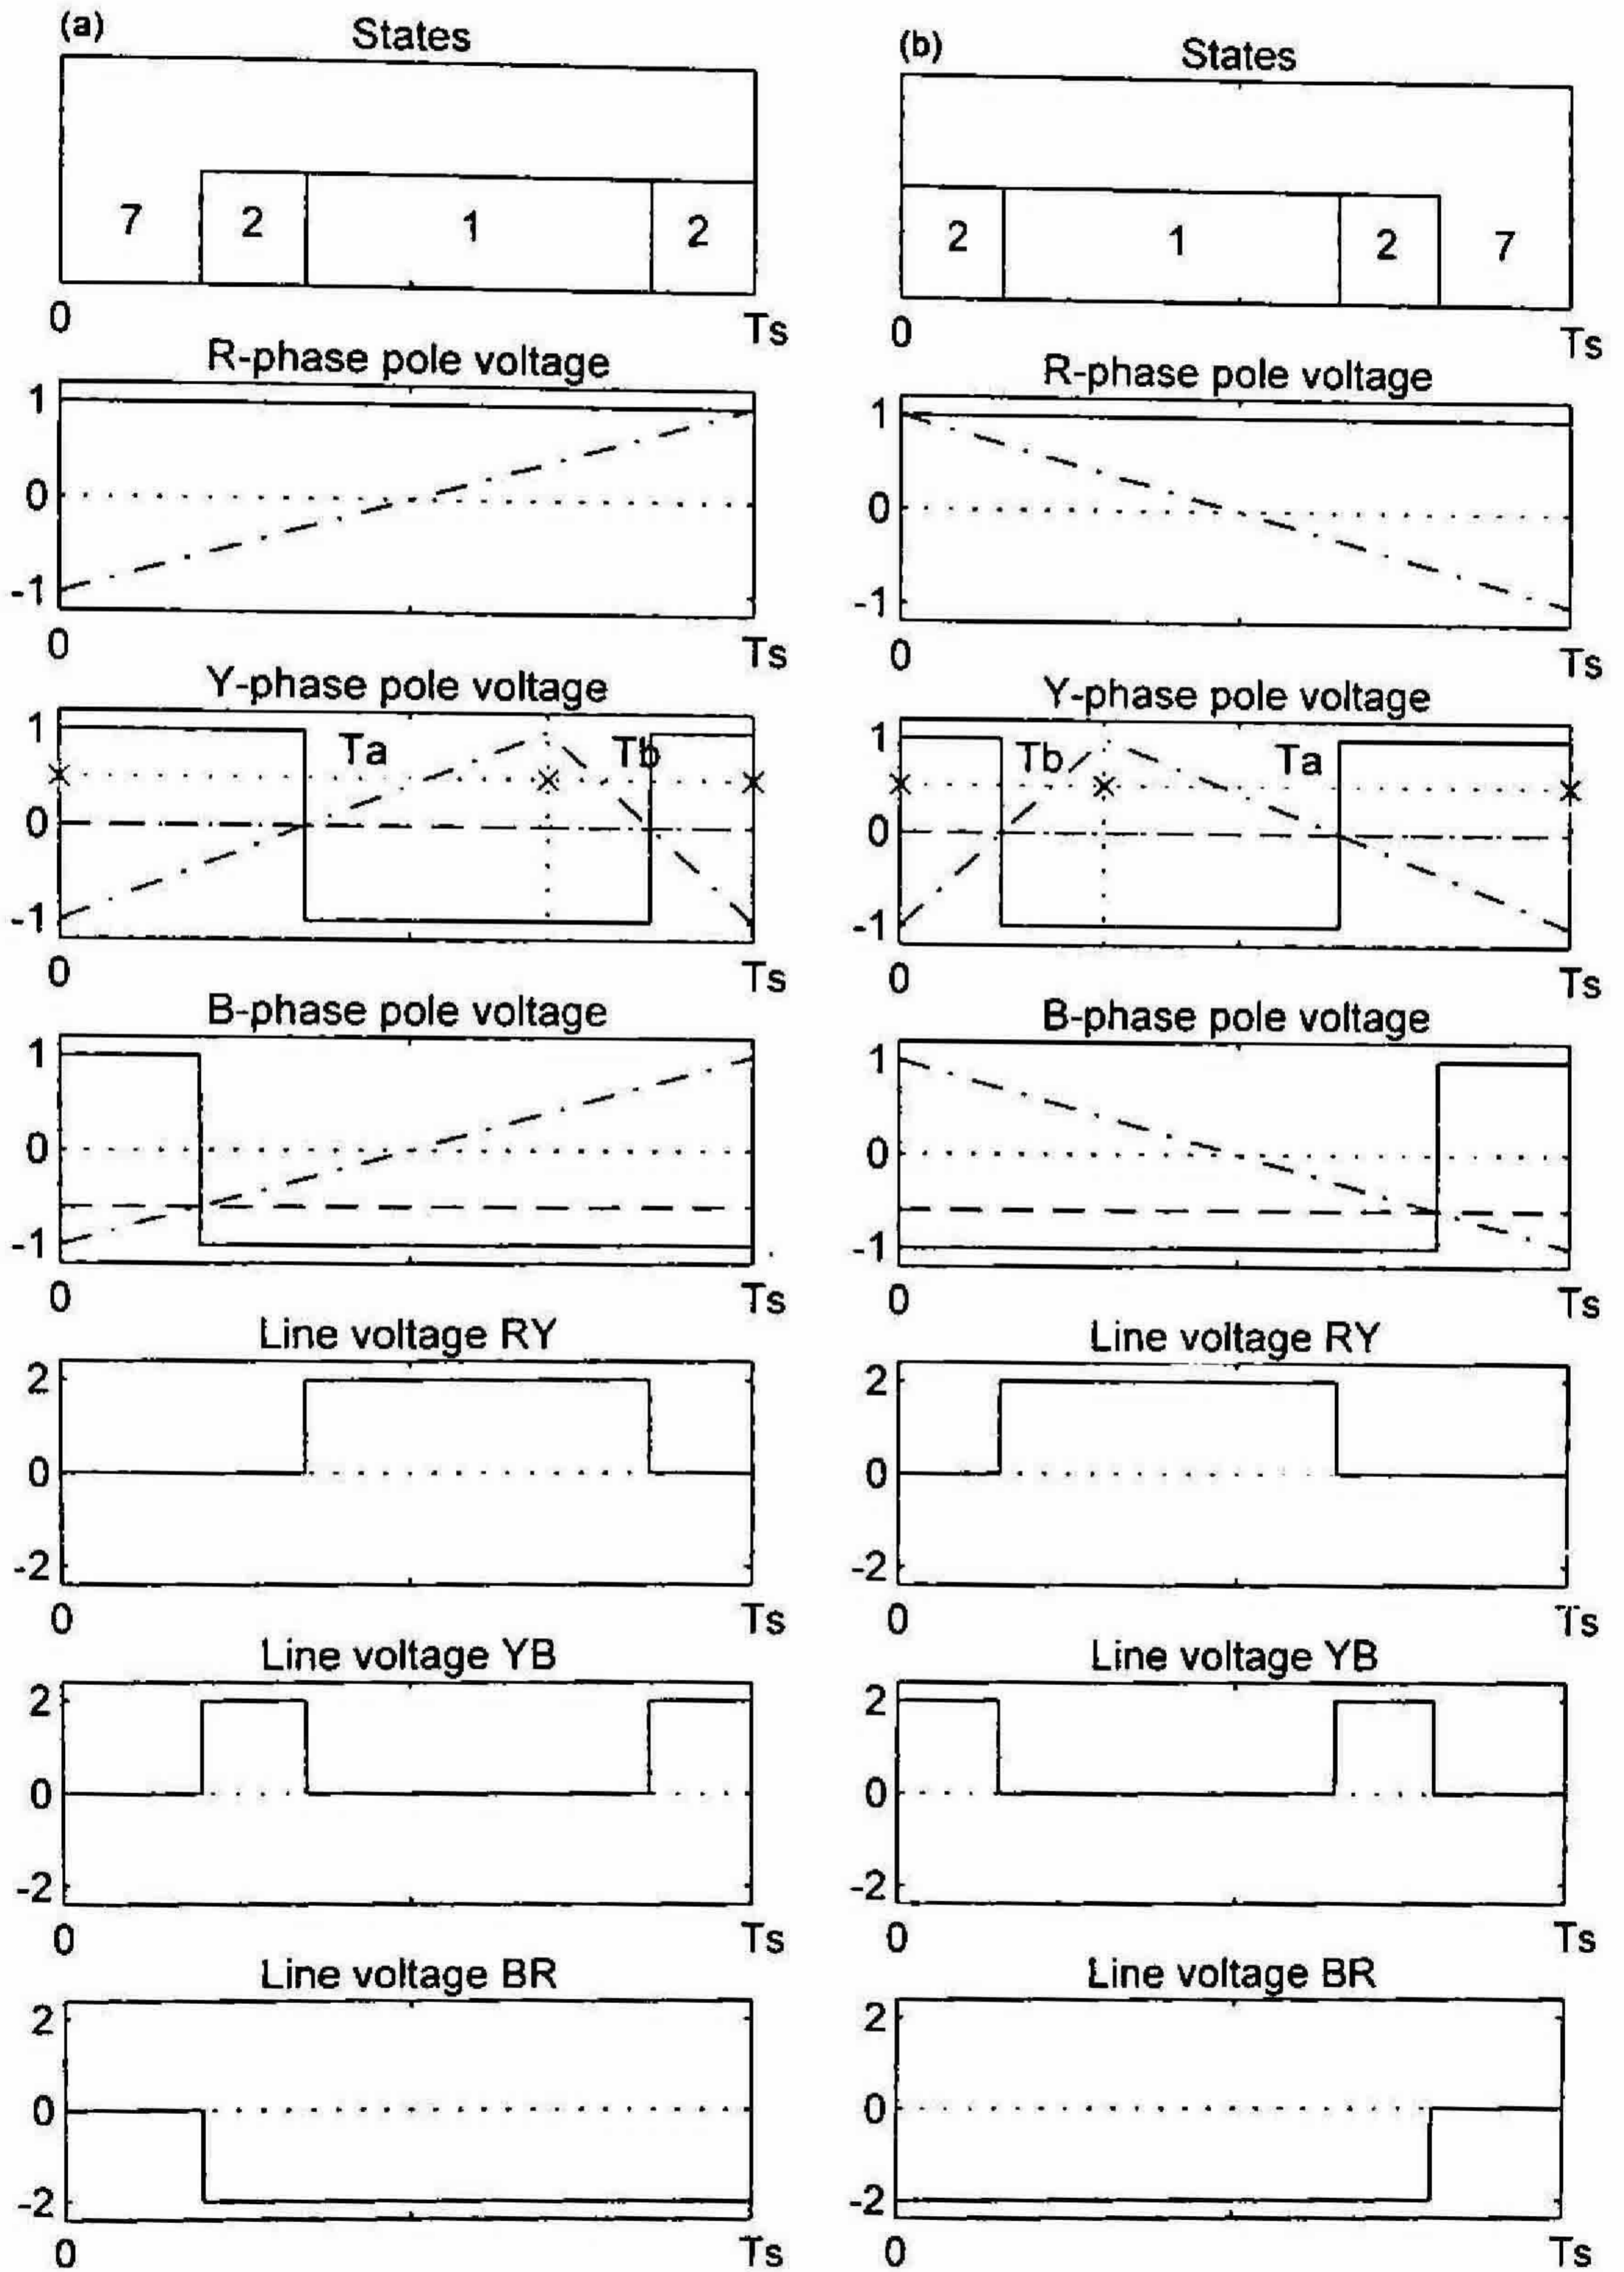 (a)
States
7 2 1 2
0 Ts
R-phase pole voltage
1
0
-1
0 Ts
Y-phase pole voltage
1
Ta Tb
0
-1
0 Ts
B-phase pole voltage
1
0
-1
0 Ts
Line voltage RY
2
0
-2
0 Ts
Line voltage YB
2
0
-2
0 Ts
Line voltage BR
2
0
-2
0 Ts
(b)
States
2 1 2 7
0 Ts
R-phase pole voltage
1
0
-1
0 Ts
Y-phase pole voltage
1
Tb Ta
0
-1
0 Ts
B-phase pole voltage
1
0
-1
0 Ts
Line voltage RY
2
0
-2
0 Ts
Line voltage YB
2
0
-2
0 Ts
Line voltage BR
2
0
-2
0 Ts